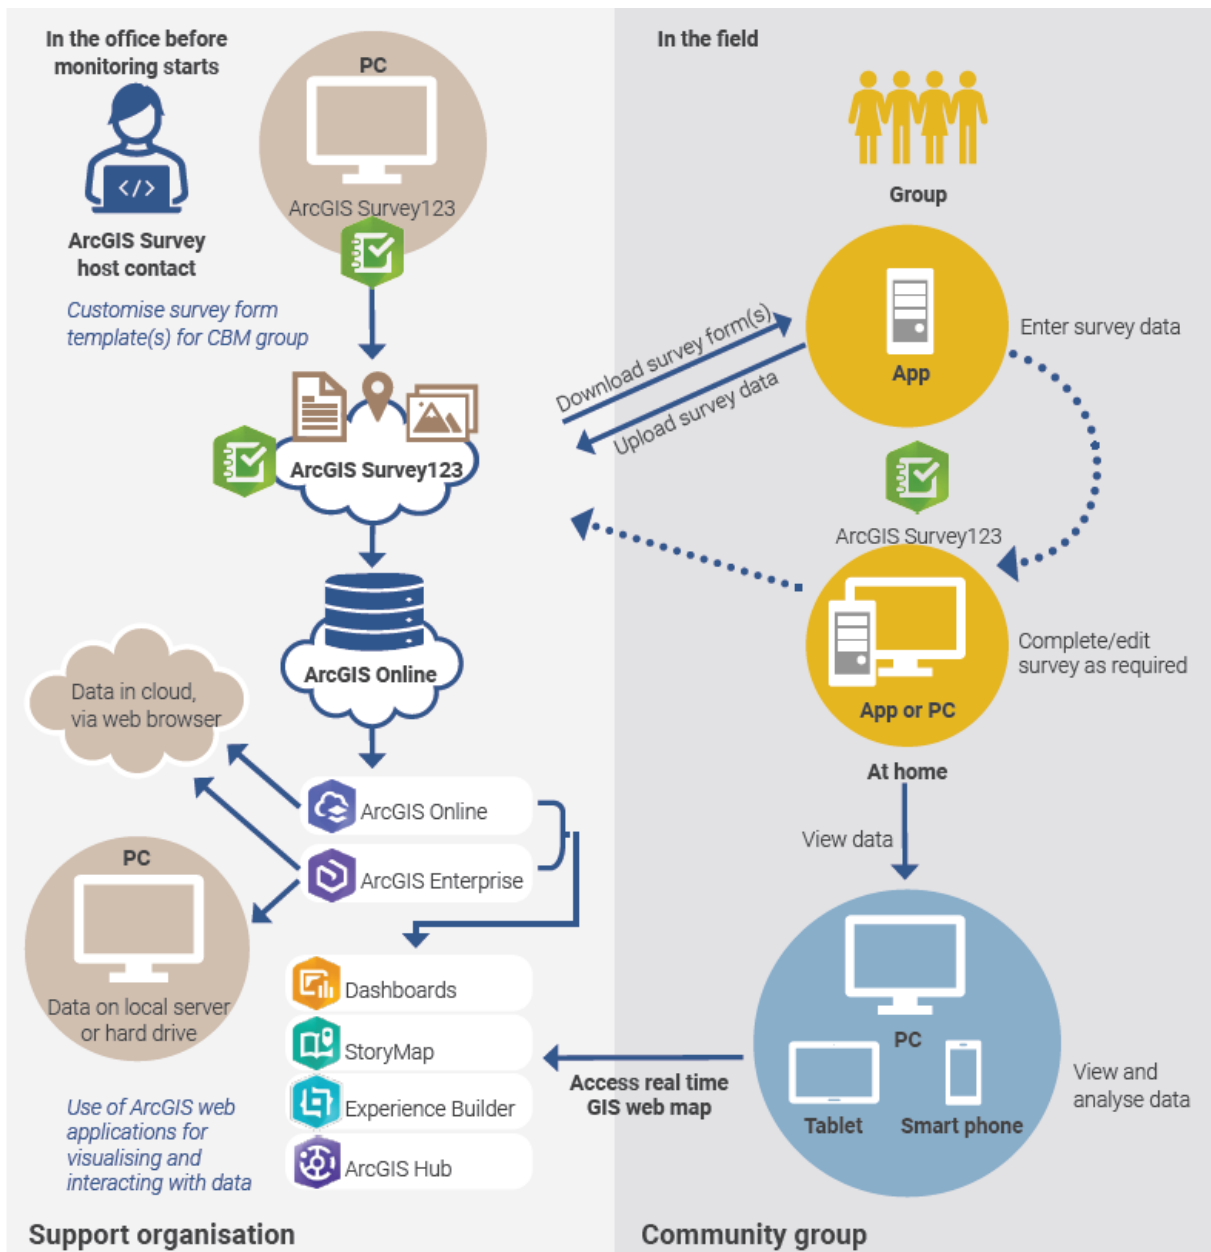 In the office before
monitoring starts
PC
ArcGIS Survey123
</>
ArcGIS Survey
host contact
Customise survey form
template(s) for CBM group
ArcGIS Survey123
ArcGIS Online
Data in cloud,
via web browser
ArcGIS Online
ArcGIS Enterprise
PC
Data on local server
or hard drive
Dashboards
StoryMap
Experience Builder
ArcGIS Hub
Use of ArcGIS web
applications for
visualising and
interacting with data
Support organisation
In the field
Group
App
Enter survey data
Download survey form(s)
Upload survey data
ArcGIS Survey123
App or PC
Complete/edit
survey as required
At home
View data
PC
Tablet
Smart phone
View and
analyse data
Access real time
GIS web map
Community group